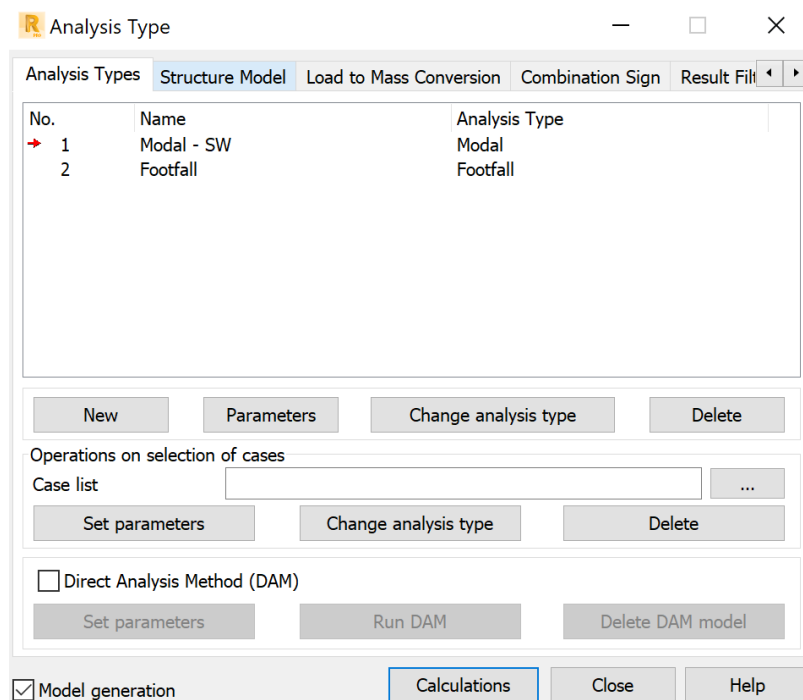 Analysis Type
Analysis Types Structure Model Load to Mass Conversion Combination Sign Result Filt
No. Name Analysis Type
1 Modal - SW Modal
2 Footfall Footfall
New Parameters Change analysis type Delete
Operations on selection of cases
Case list ...
Set parameters Change analysis type Delete
Direct Analysis Method (DAM)
Set parameters Run DAM Delete DAM model
Model generation Calculations Close Help